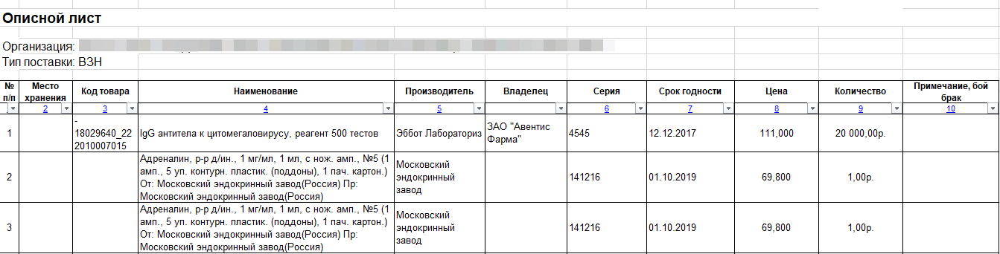 Описной лист
Организация:
Тип поставки: ВЗН
№ п/п Место хранения Код товара Наименование Производитель Владелец Серия Срок годности Цена Количество Примечание, бой брак
2 3 4 5 6 7 8 9 10
1 - 18029640_222010007015 IgG антитела к цитомегаловирусу, реагент 500 тестов Эббот Лабораториз ЗАО "Авентис Фарма" 4545 12.12.2017 111,000 20 000,00р.
2 Адреналин, р-р д/ин., 1 мг/мл, 1 мл, с нож. амп., №5 (1 амп., 5 уп. контурн. пластик. (поддоны), 1 пач. картон.) От: Московский эндокринный завод(Россия) Пр: Московский эндокринный завод(Россия) Московский эндокринный завод 141216 01.10.2019 69,800 1,00р.
3 Адреналин, р-р д/ин., 1 мг/мл, 1 мл, с нож. амп., №5 (1 амп., 5 уп. контурн. пластик. (поддоны), 1 пач. картон.) От: Московский эндокринный завод(Россия) Пр: Московский эндокринный завод(Россия) Московский эндокринный завод 141216 01.10.2019 69,800 1,00р.